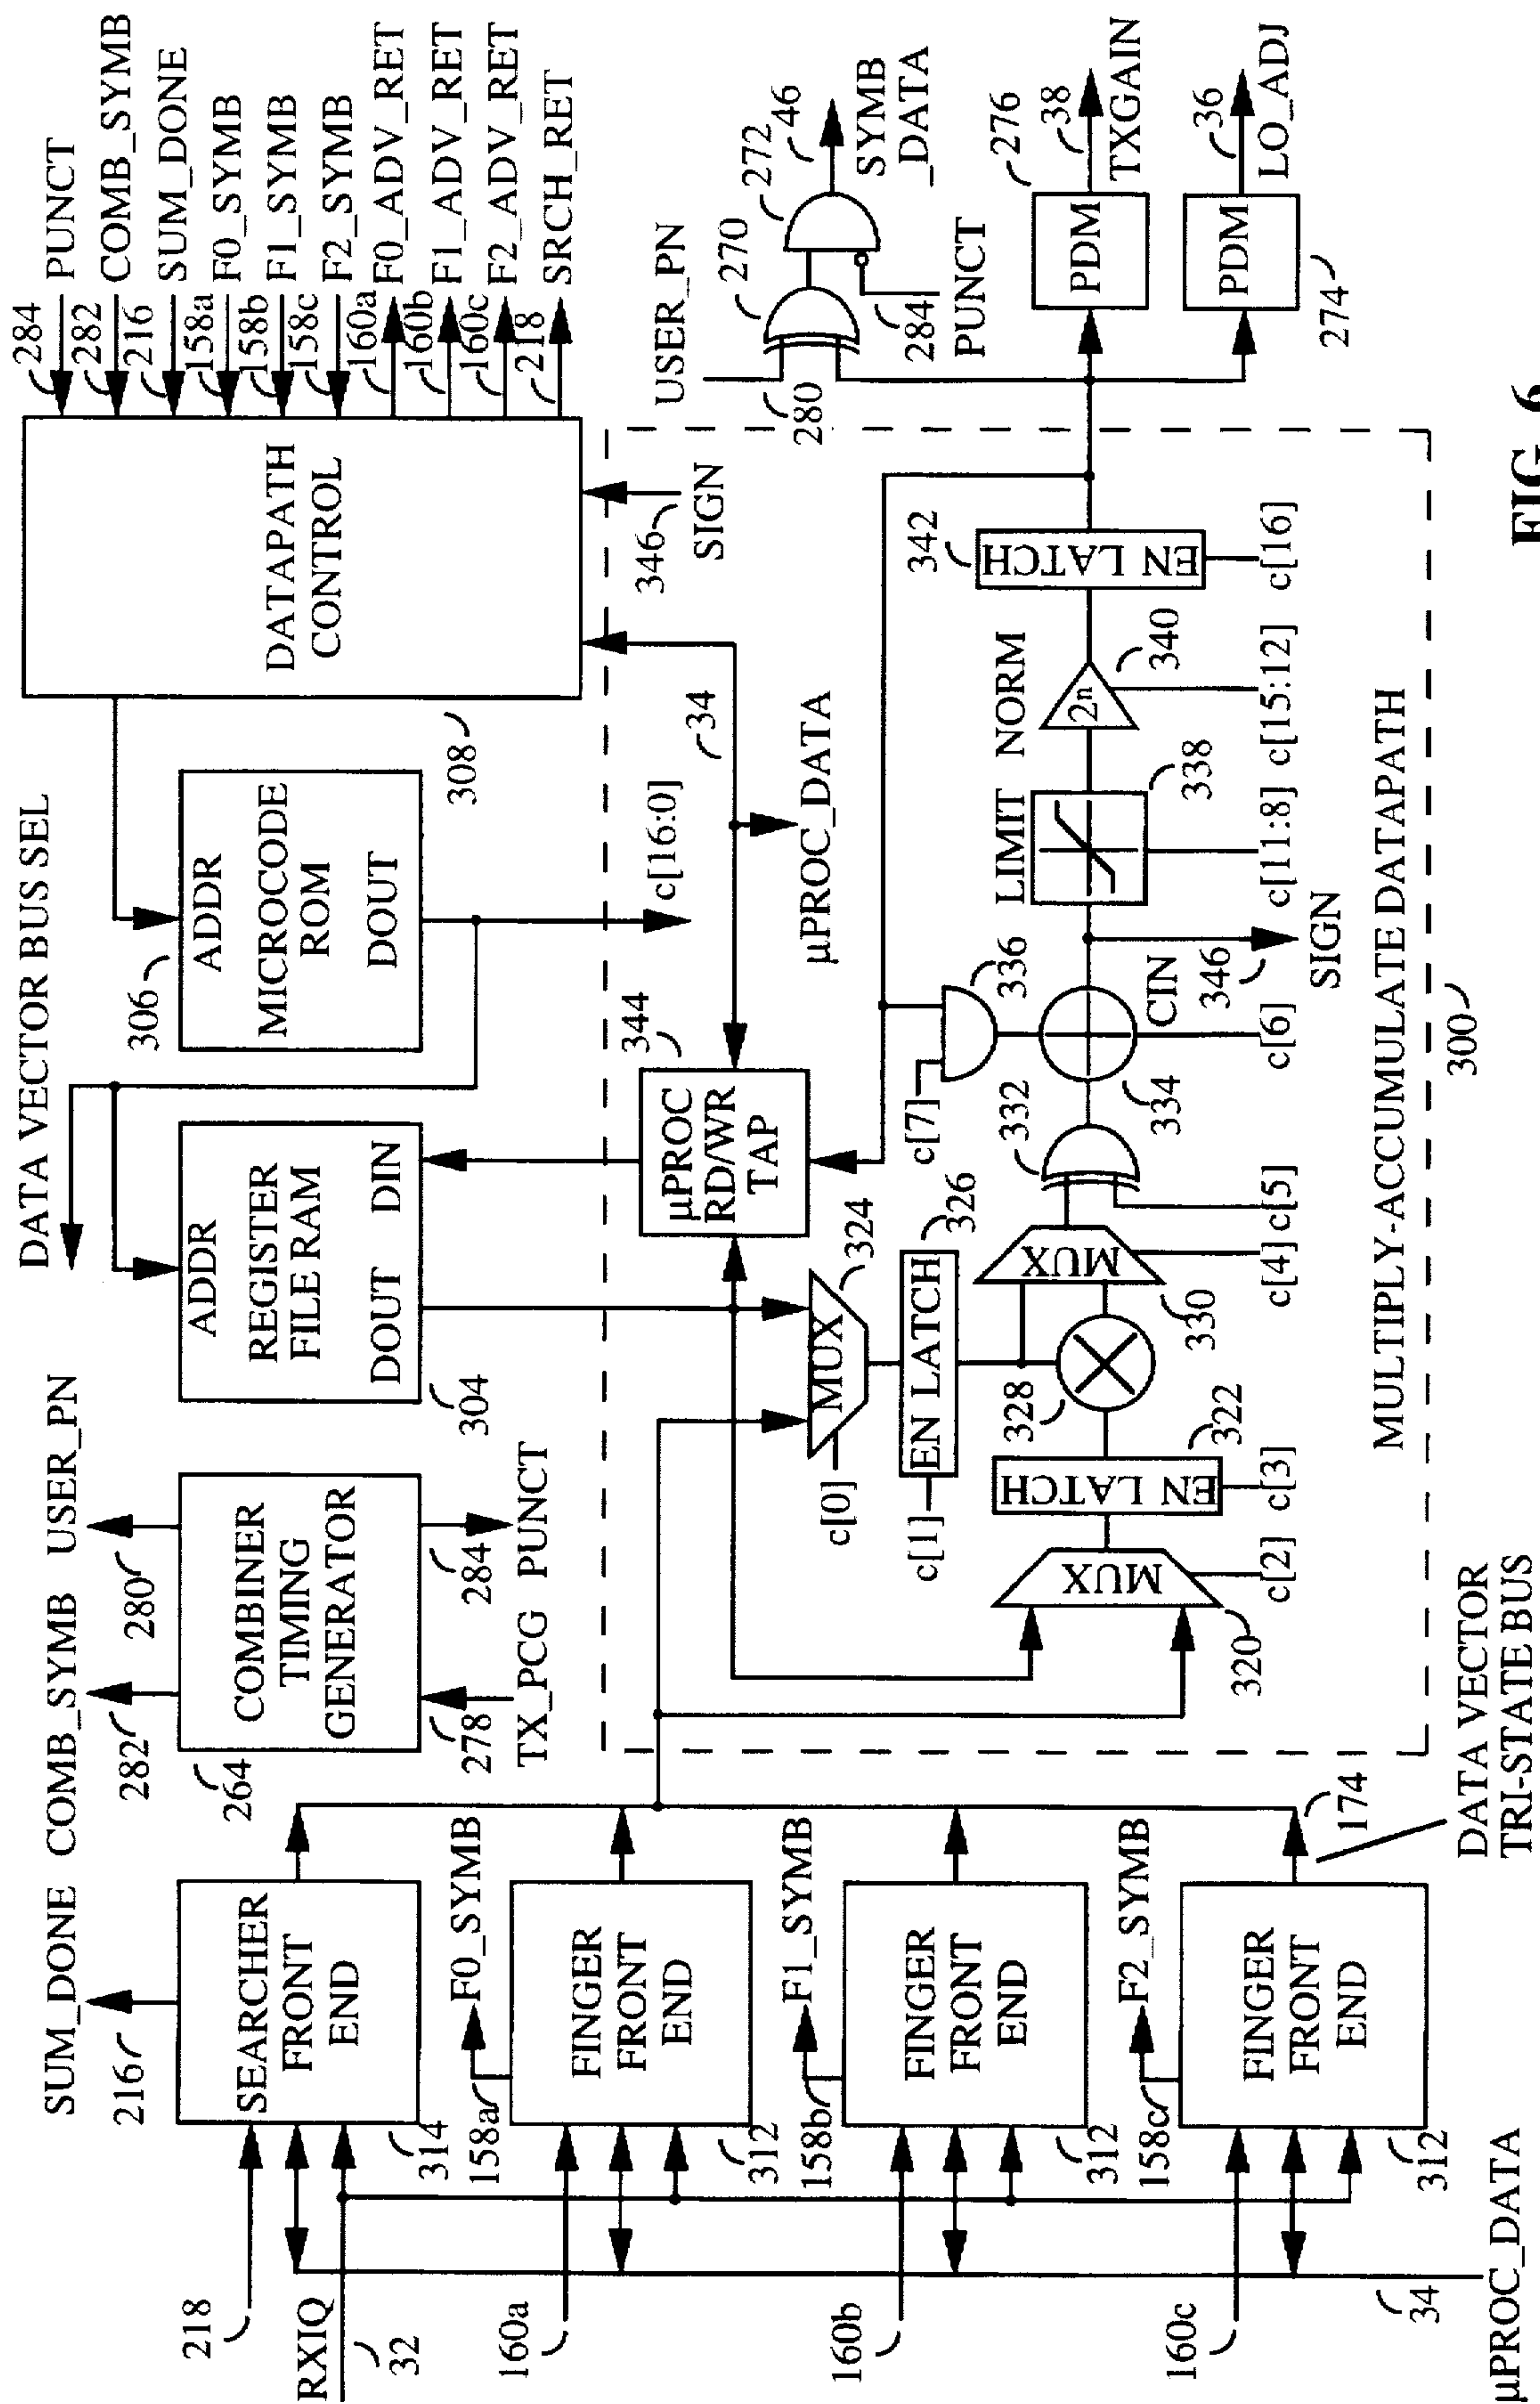 SUM_DONE
COMB_SYMB
USER_PN
DATA VECTOR BUS SEL
216
282
280
306
284
PUNCT
282
COMB_SYMB
216
SUM_DONE
158a
F0_SYMB
158b
F1_SYMB
158c
F2_SYMB
160a
F0_ADV_RET
160b
F1_ADV_RET
160c
F2_ADV_RET
218
SRCH_RET
218
RXIQ
32
SEARCHER
FRONT
END
314
264
COMBINER
TIMING
GENERATOR
278
TX_PCG
284
PUNCT
ADDR
REGISTER
FILE RAM
DOUT DIN
304
ADDR
MICROCODE
ROM
DOUT
c[16:0]
DATAPATH
CONTROL
308
346
SIGN
34
µPROC_DATA
344
µPROC
RD/WR
TAP
160a
158a
F0_SYMB
FINGER
FRONT
END
312
160b
158b
F1_SYMB
FINGER
FRONT
END
312
160c
158c
F2_SYMB
FINGER
FRONT
END
312
34
µPROC_DATA
174
DATA VECTOR
TRI-STATE BUS
MUX
324
c[0]
EN LATCH
326
c[1]
MUX
320
c[2]
EN LATCH
322
c[3]
328
MUX
330
c[4]
332
c[5]
334
c[7]
336
CIN
c[6]
346
SIGN
LIMIT
338
c[11:8]
NORM
2n
340
c[15:12]
342
EN LATCH
c[16]
MULTIPLY-ACCUMULATE DATAPATH
300
USER_PN
280
270
272
46
SYMB
_DATA
284
PUNCT
276
PDM
38
TXGAIN
PDM
274
36
LO_ADJ
FIG. 6